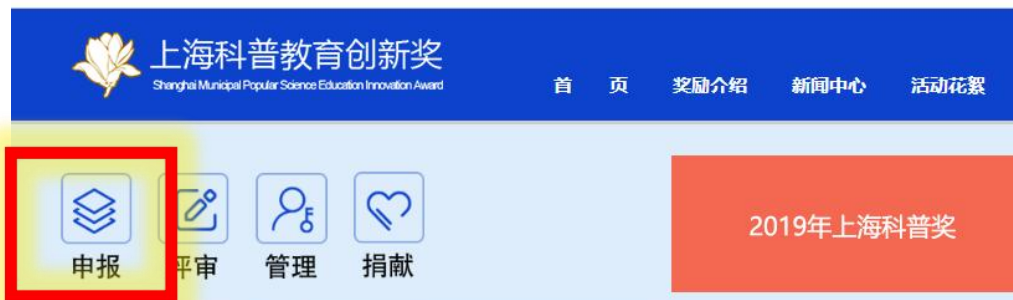 上海科普教育创新奖
Shanghai Municipal Popular Science Education Innovation Award
首 页 奖励介绍 新闻中心 活动花絮
申报 评审 管理 捐献
2019年上海科普奖